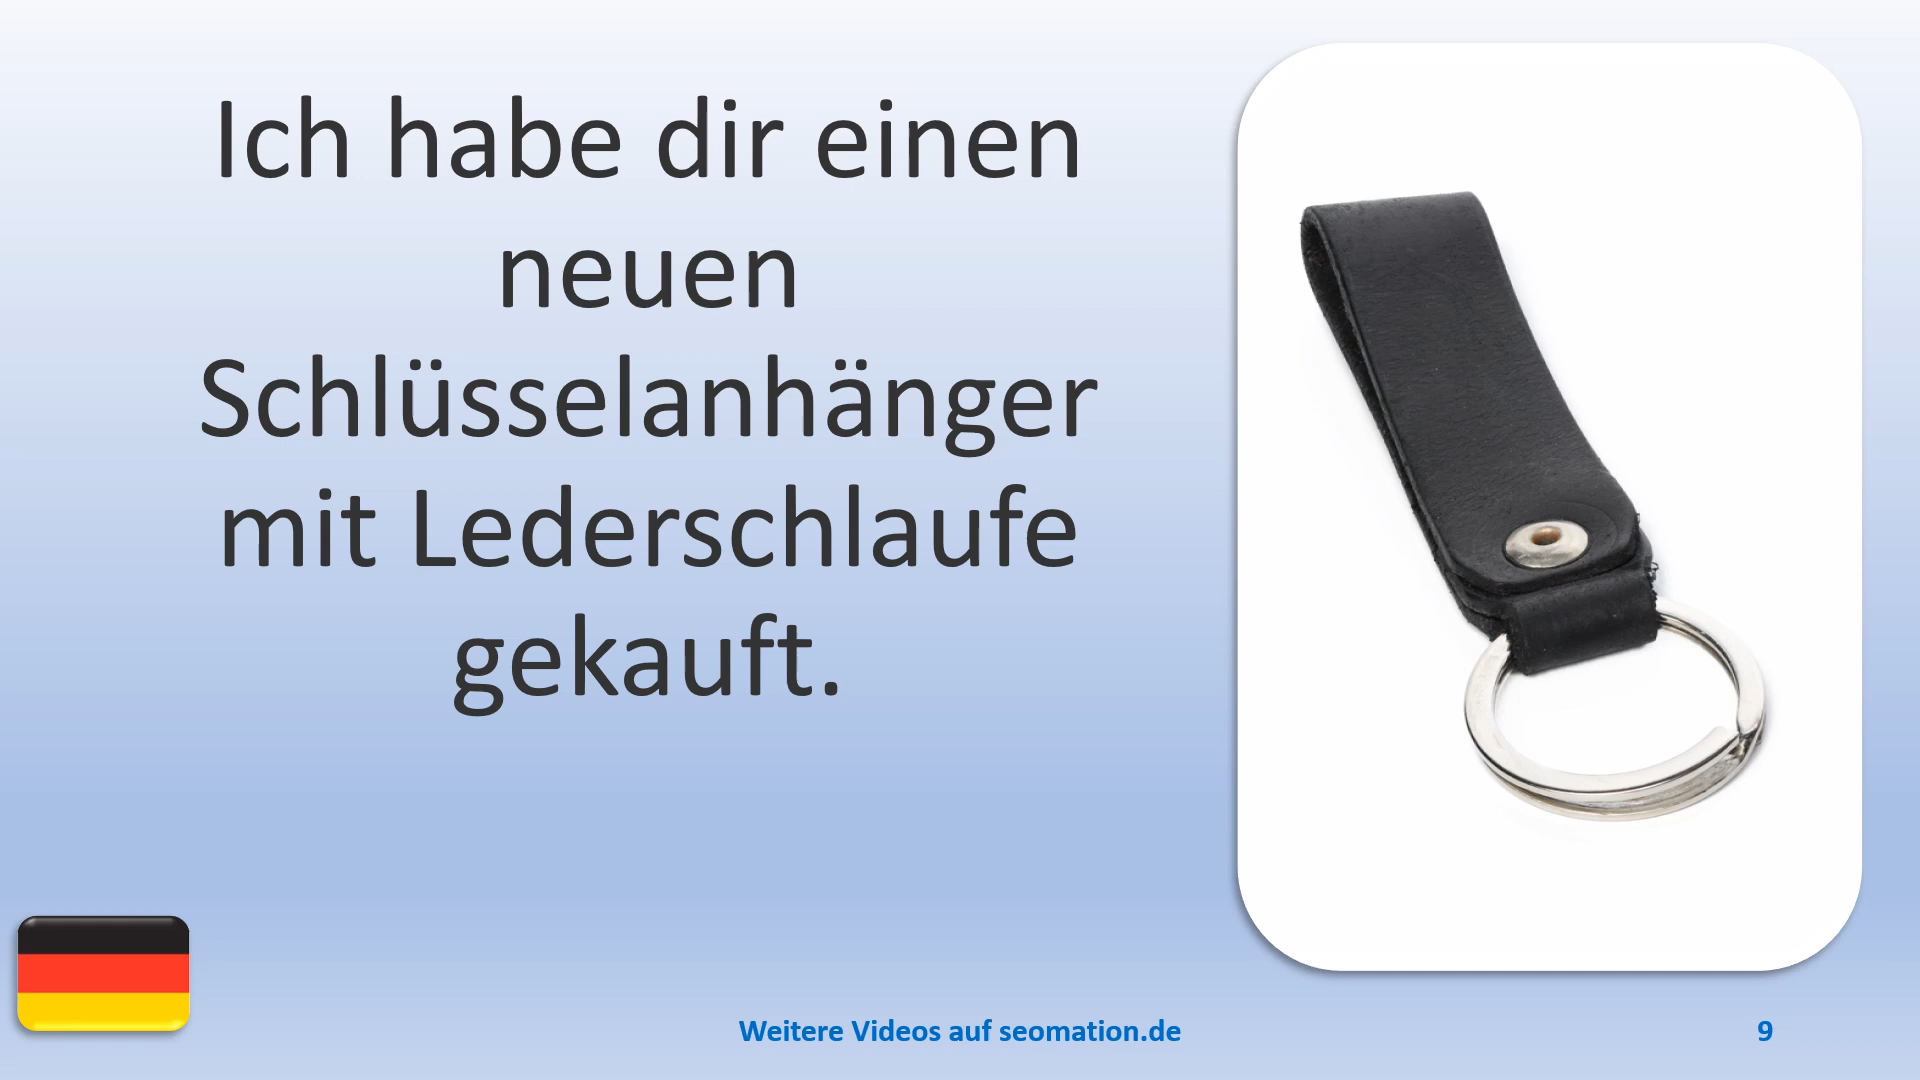 Ich habe dir einen
neuen
Schlüsselanhänger
mit Lederschlaufe
gekauft.
Weitere Videos auf seomation.de
9